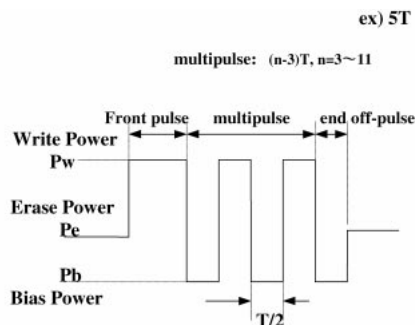 ex) 5T
multipulse: (n-3)T, n=3~11
Front pulse multipulse end off-pulse
Write Power
Pw
Erase Power
Pe
Pb
Bias Power
T/2